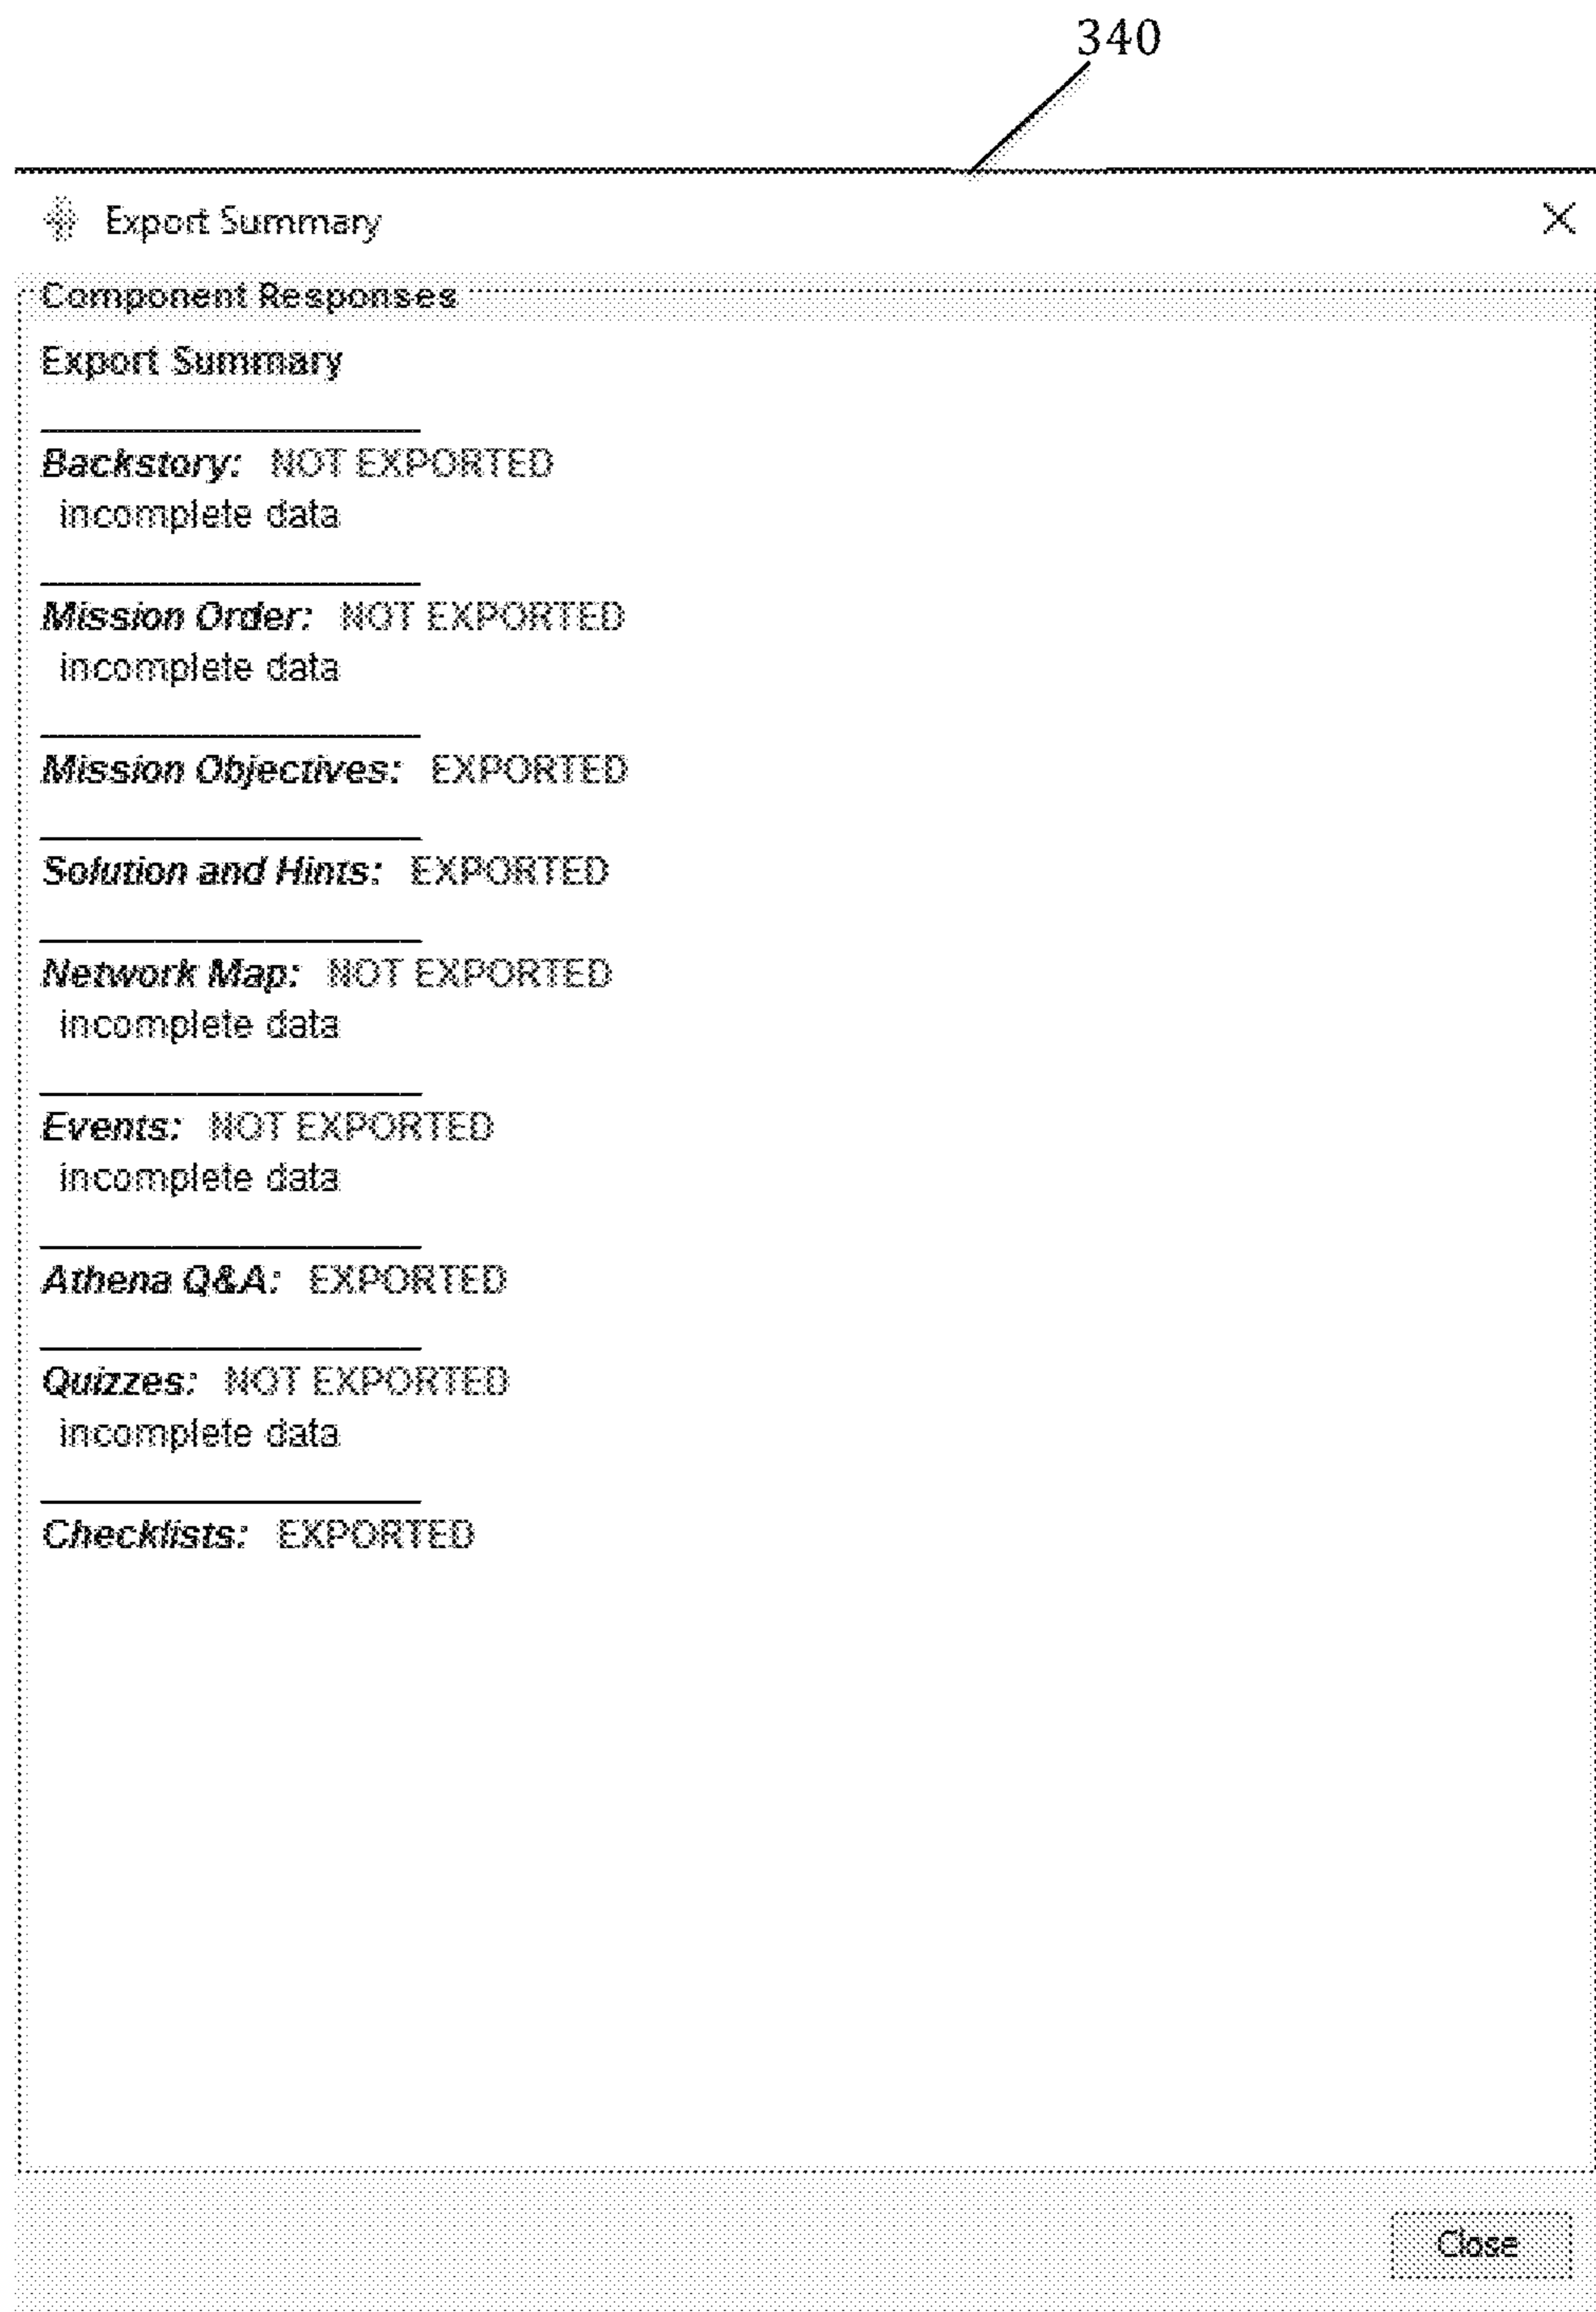 340
Export Summary
Component Responses
Export Summary
Backstory: NOT EXPORTED
incomplete data
Mission Order: NOT EXPORTED
incomplete data
Mission Objectives: EXPORTED
Solution and Hints: EXPORTED
Network Map: NOT EXPORTED
incomplete data
Events: NOT EXPORTED
incomplete data
Athena Q&A: EXPORTED
Quizzes: NOT EXPORTED
incomplete data
Checklists: EXPORTED
Close